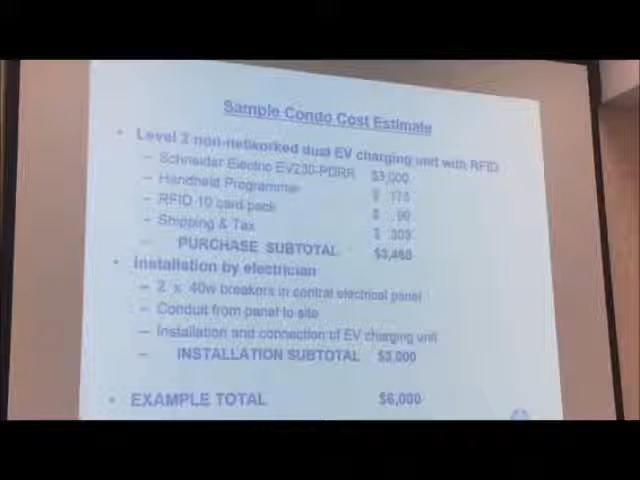 Sample Condo Cost Estimate
• Level 2 non-networked dual EV charging unit with RFID
– Schneider Electric EV230-PDRR $3,000
– Handheld Programmer $ 175
– RFID 10 card pack $
– Shipping & Tax $ 303
– PURCHASE SUBTOTAL
• Installation by electrician
– 2 x 40w breakers in central electrical panel
– Conduit from panel to site
– Installation and connection of EV charging unit
– INSTALLATION SUBTOTAL $3,000
• EXAMPLE TOTAL $6,000